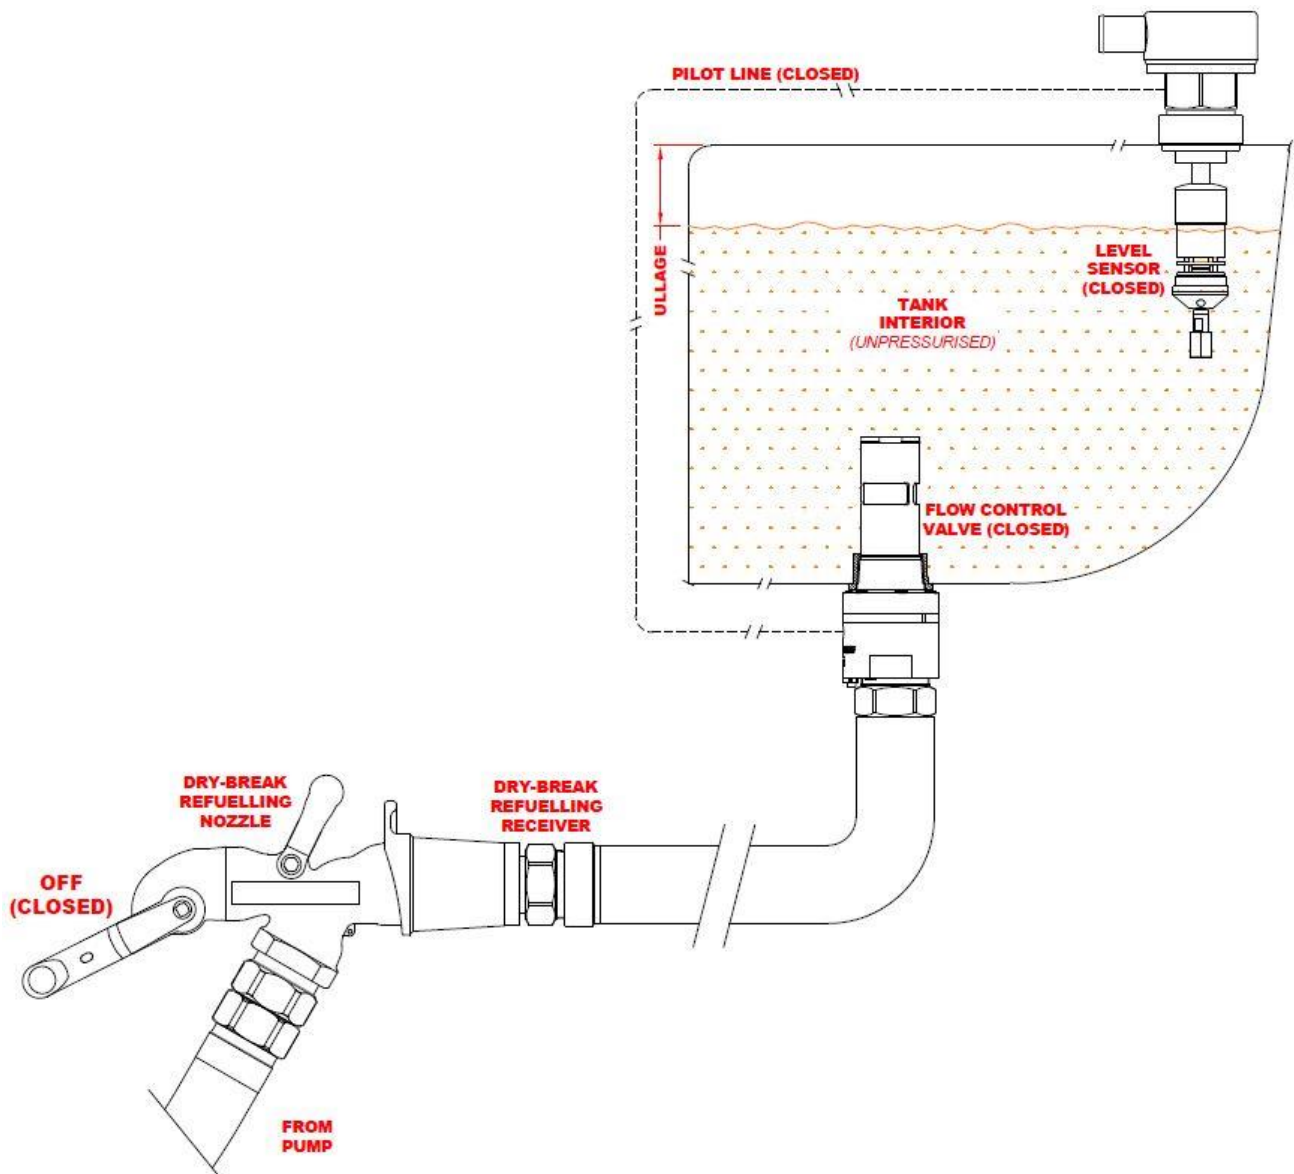 PILOT LINE (CLOSED)
ULLAGE
LEVEL
SENSOR
(CLOSED)
TANK
INTERIOR
(UNPRESSURISED)
FLOW CONTROL
VALVE (CLOSED)
DRY-BREAK
REFUELLING
NOZZLE
DRY-BREAK
REFUELLING
RECEIVER
OFF
(CLOSED)
FROM
PUMP